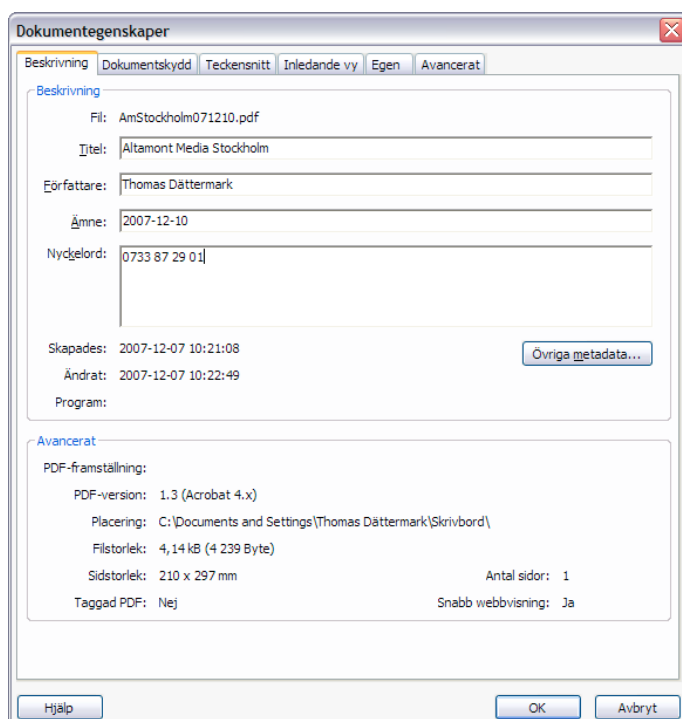 Dokumentegenskaper
Beskrivning Dokumentskydd Teckensnitt Inledande vy Egen Avancerat
Beskrivning
Fil: AmStockholm071210.pdf
Titel: Altamont Media Stockholm
Författare: Thomas Dättermark
Ämne: 2007-12-10
Nyckelord: 0733 87 29 01
Skapades: 2007-12-07 10:21:08 Övriga metadata...
Ändrat: 2007-12-07 10:22:49
Program:
Avancerat
PDF-framställning:
PDF-version: 1.3 (Acrobat 4.x)
Placering: C:\Documents and Settings\Thomas Dättermark\Skrivbord\
Filstorlek: 4,14 kB (4 239 Byte)
Sidstorlek: 210 x 297 mm Antal sidor: 1
Taggad PDF: Nej Snabb webbvisning: Ja
Hjälp OK Avbryt